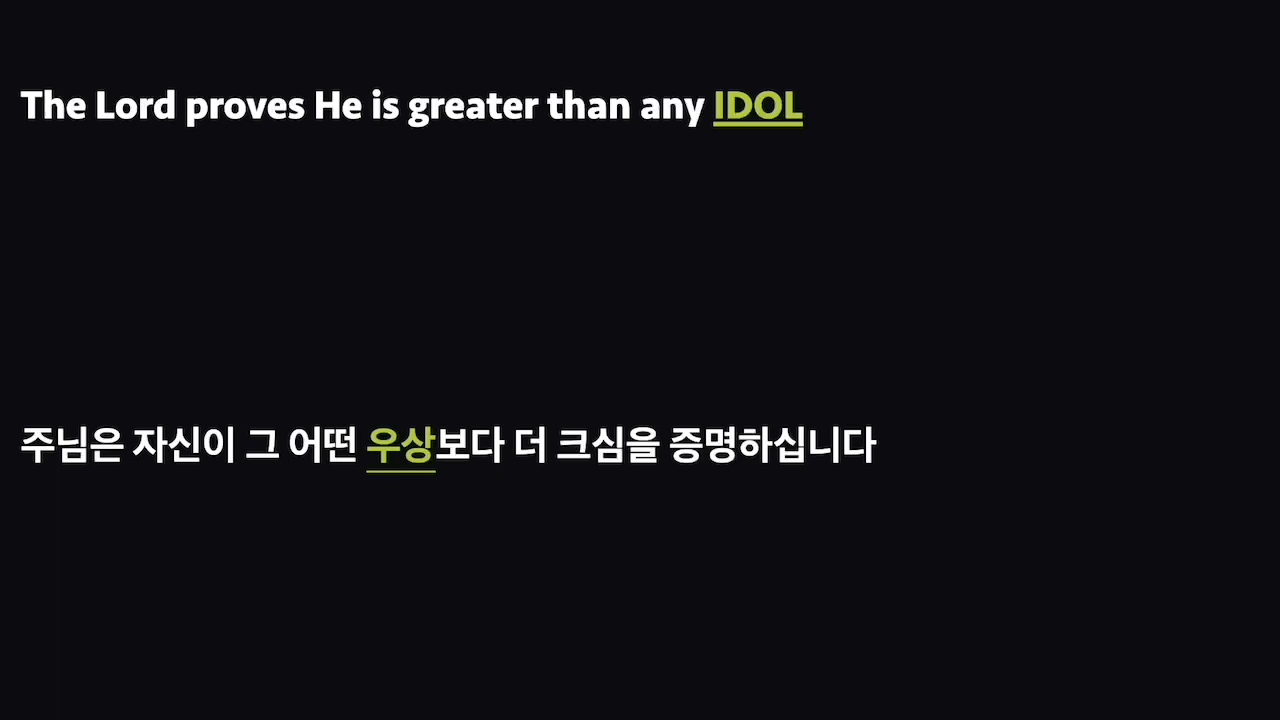 The Lord proves He is greater than any IDOL
주님은 자신이 그 어떤 우상보다 더 크심을 증명하십니다